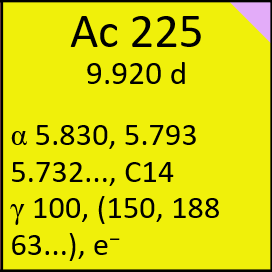 Ac 225
9.920 d
α 5.830, 5.793
5.732..., C14
γ 100, (150, 188
63...), e⁻